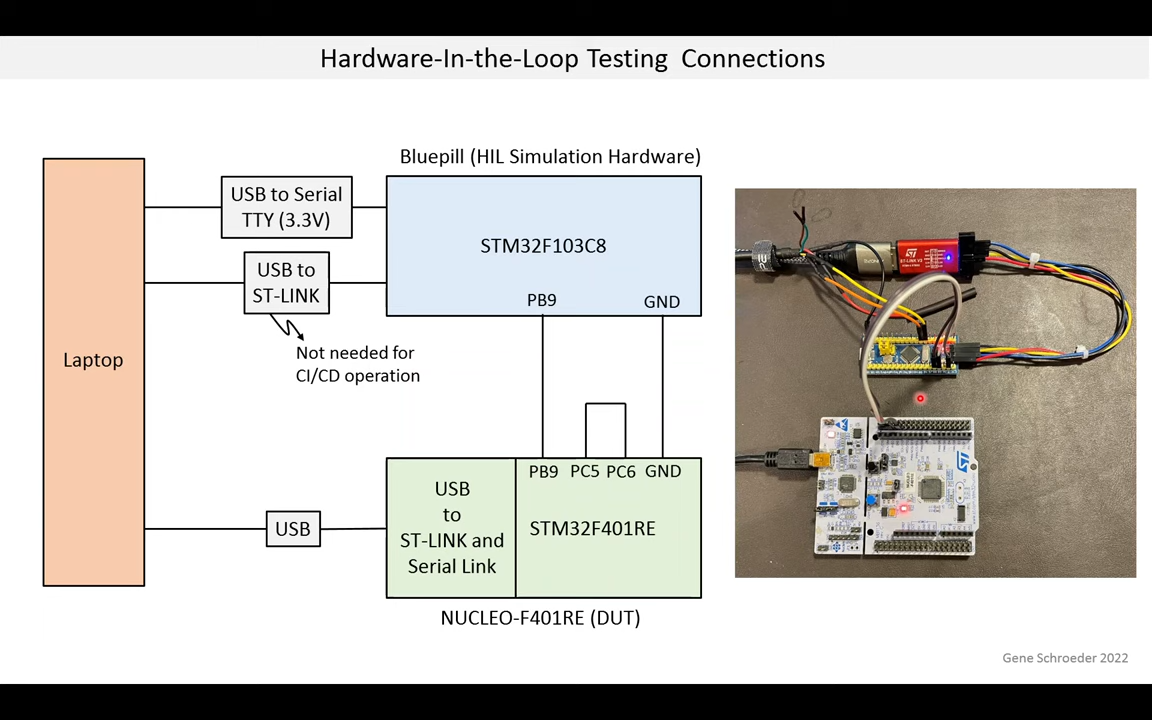 Hardware-In-the-Loop Testing Connections
Bluepill (HIL Simulation Hardware)
USB to Serial
TTY (3.3V)
STM32F103C8
USB to
ST-LINK
PB9
GND
Not needed for
CI/CD operation
Laptop
PB9
PC5
PC6
GND
USB
to
ST-LINK and
Serial Link
STM32F401RE
USB
NUCLEO-F401RE (DUT)
Gene Schroeder 2022